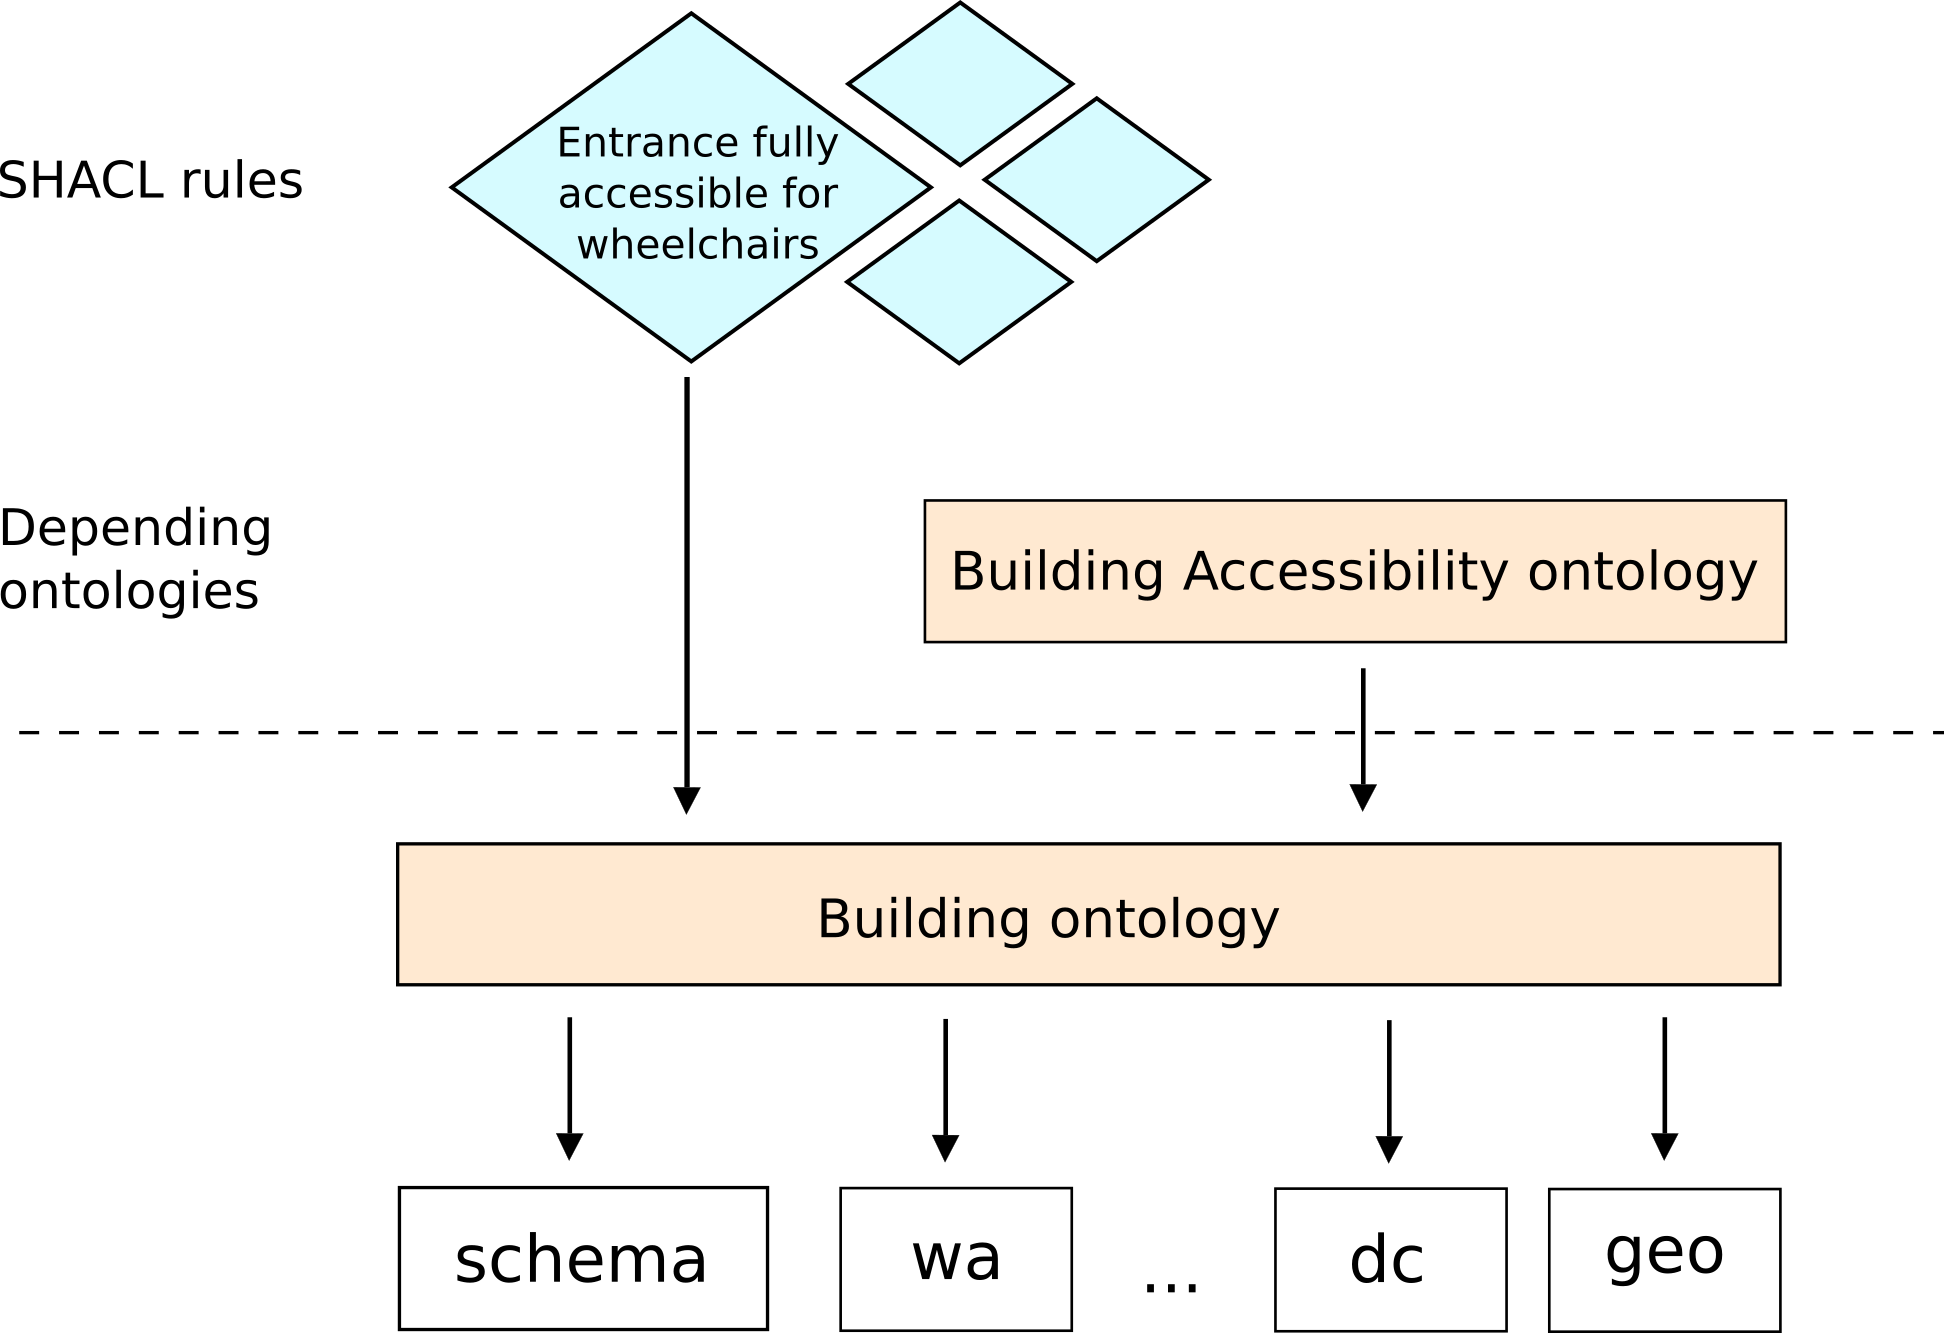 SHACL rules
Entrance fully
accessible for
wheelchairs
Depending
ontologies
Building Accessibility ontology
Building ontology
schema
wa
...
dc
geo